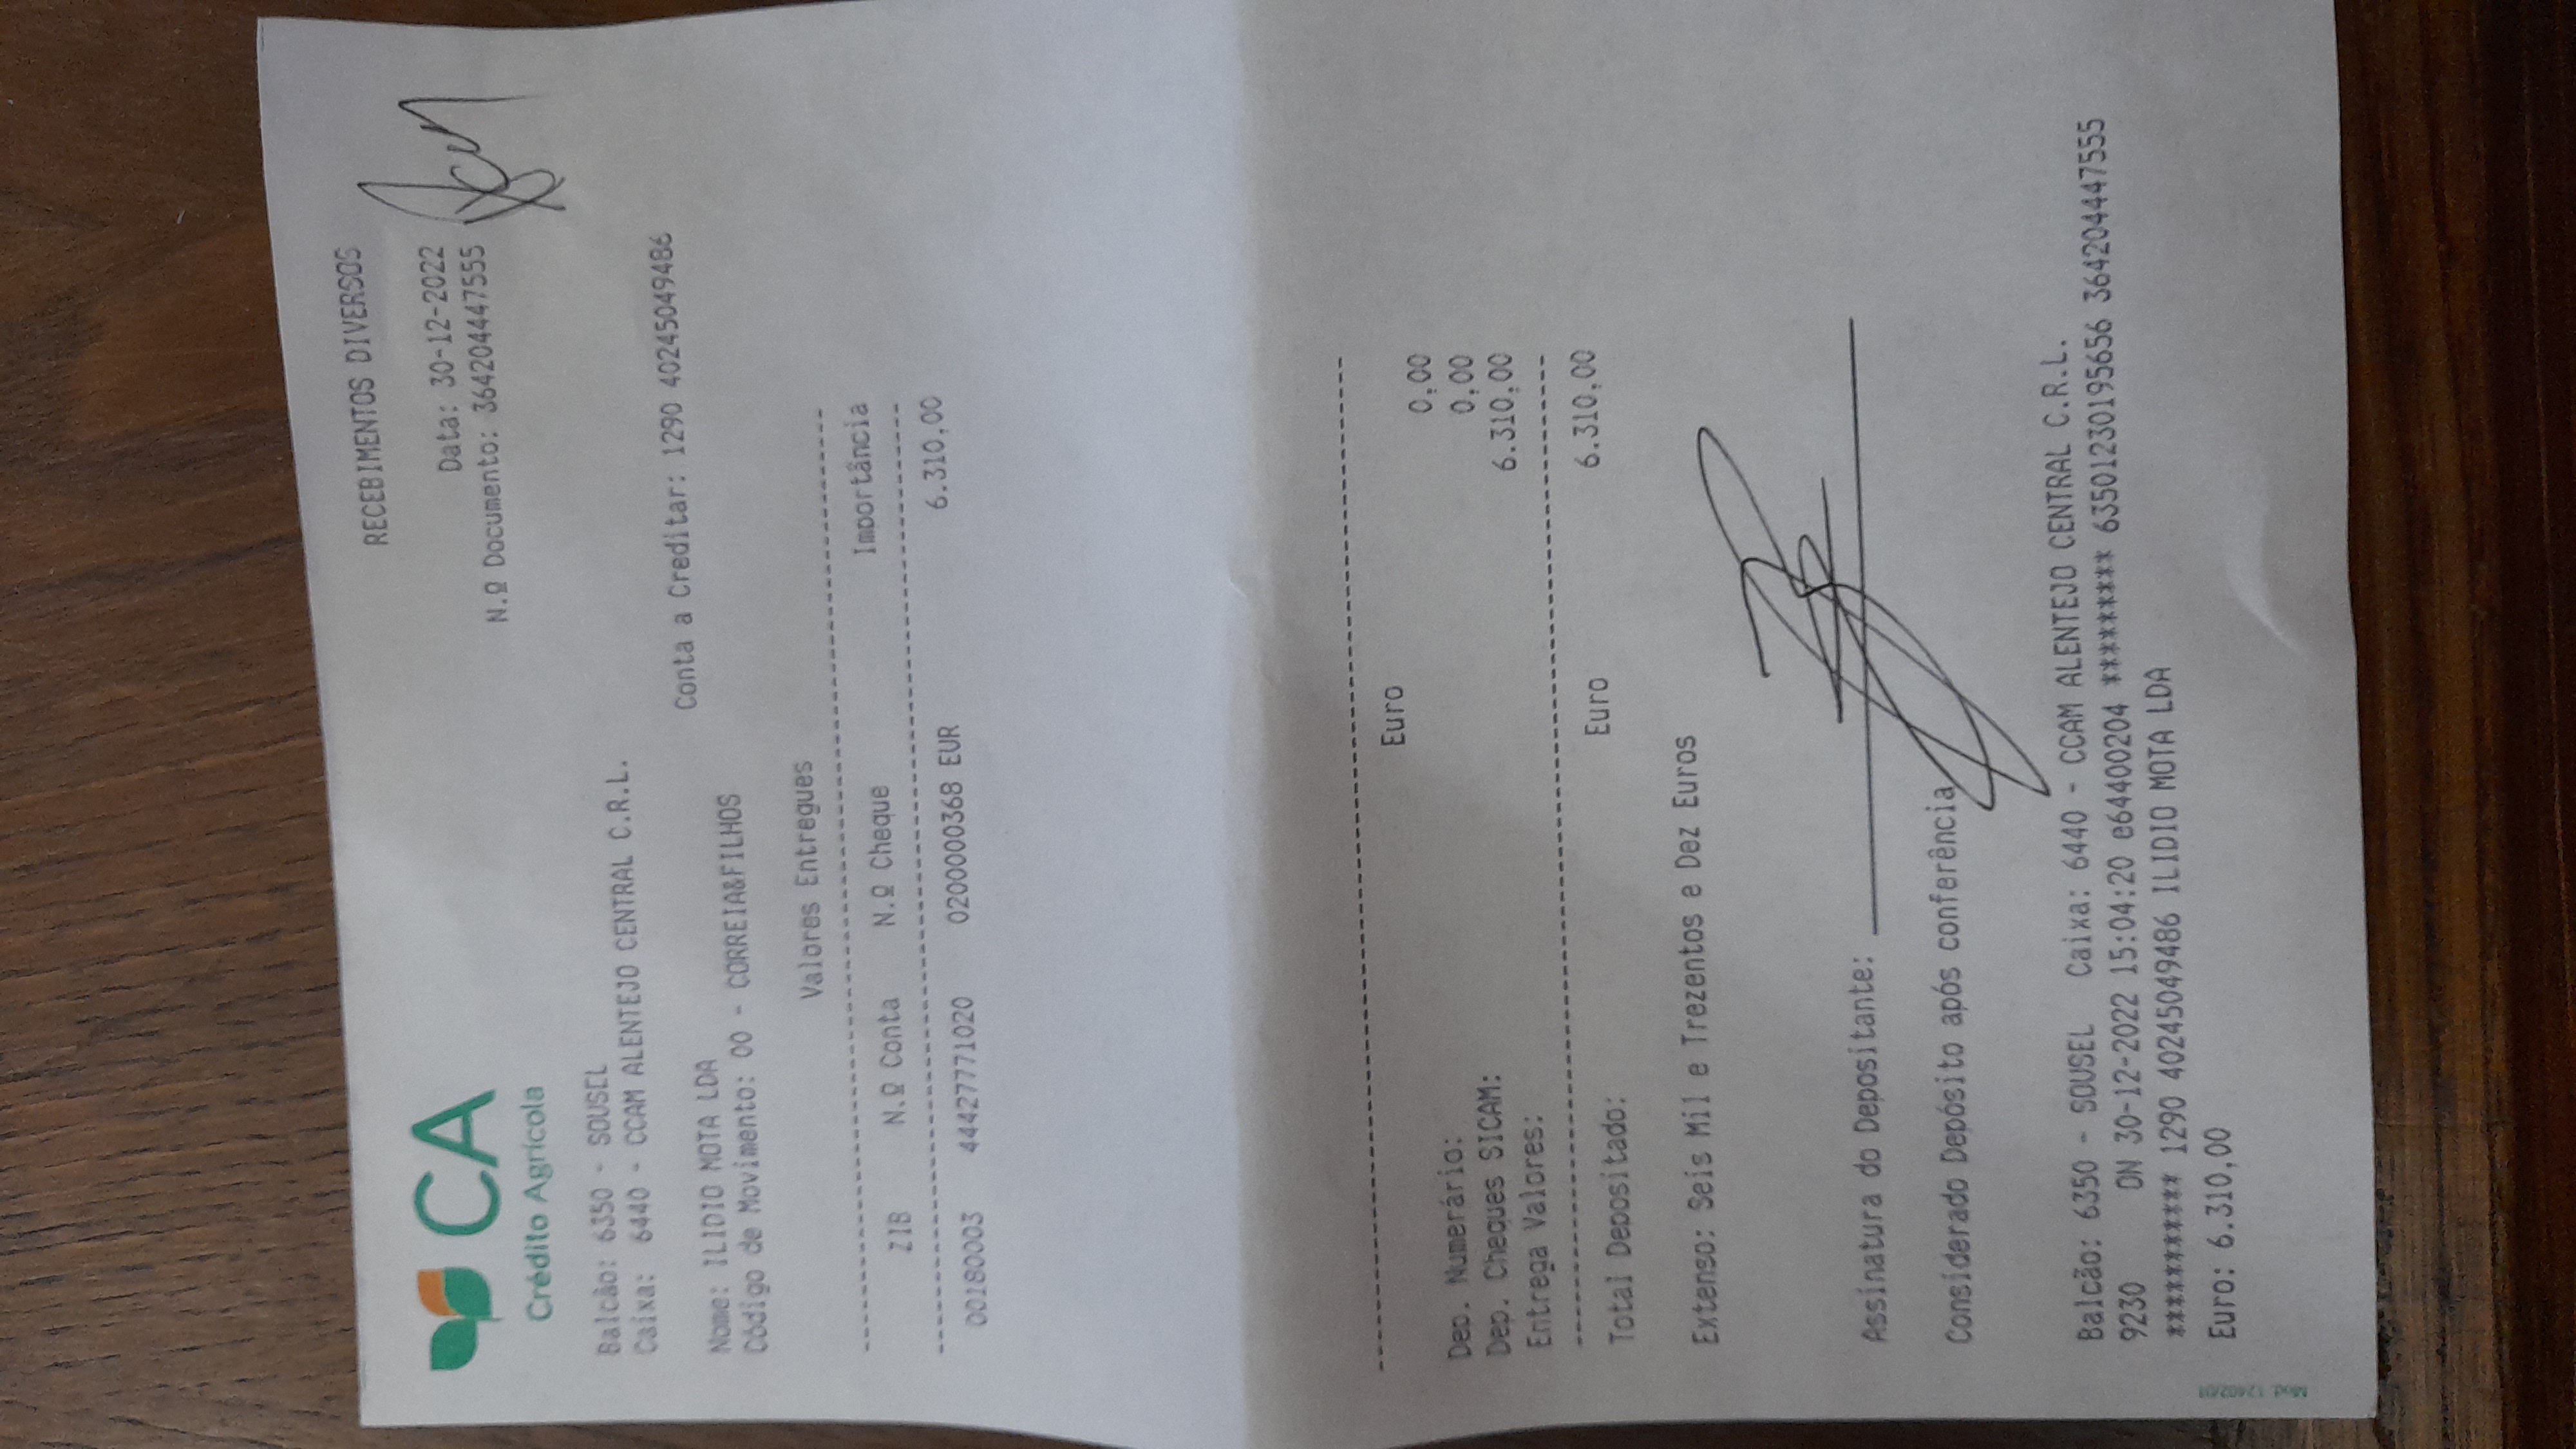 CA
Crédito Agrícola
RECEBIMENTOS DIVERSOS
Data: 30-12-2022
N.º Documento: 364204447555
Balcão: 6350 - SOUSEL
Caixa: 6440 - CCAM ALENTEJO CENTRAL C.R.L.
Conta a Creditar: 1290 40245049486
Nome: ILIDIO MOTA LDA
Código de Movimento: 00 - CORREIA&FILHOS
Valores Entregues
ZIB N.º Conta N.º Cheque Importância
00180003 44427771020 0200000368 EUR 6.310,00
Euro
Dep. Numerário: 0,00
Dep. Cheques SICAM: 0,00
Entrega Valores: 6.310,00
Total Depositado: Euro 6.310,00
Extenso: Seis Mil e Trezentos e Dez Euros
Assinatura do Depositante:
Considerado Depósito após conferência
Balcão: 6350 - SOUSEL Caixa: 6440 - CCAM ALENTEJO CENTRAL C.R.L.
9230 ON 30-12-2022 15:04:20 e6440204 ********* 63501230195656 364204447555
*********** 1290 40245049486 ILIDIO MOTA LDA
Euro: 6.310,00